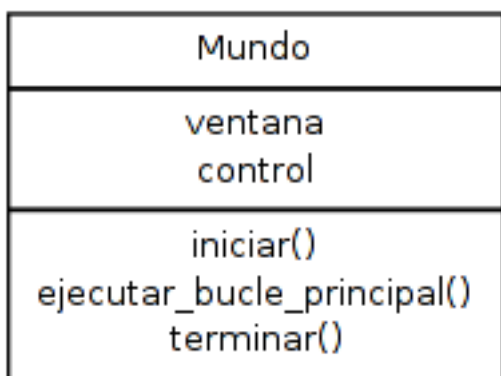 Mundo
ventana
control
iniciar()
ejecutar_bucle_principal()
terminar()